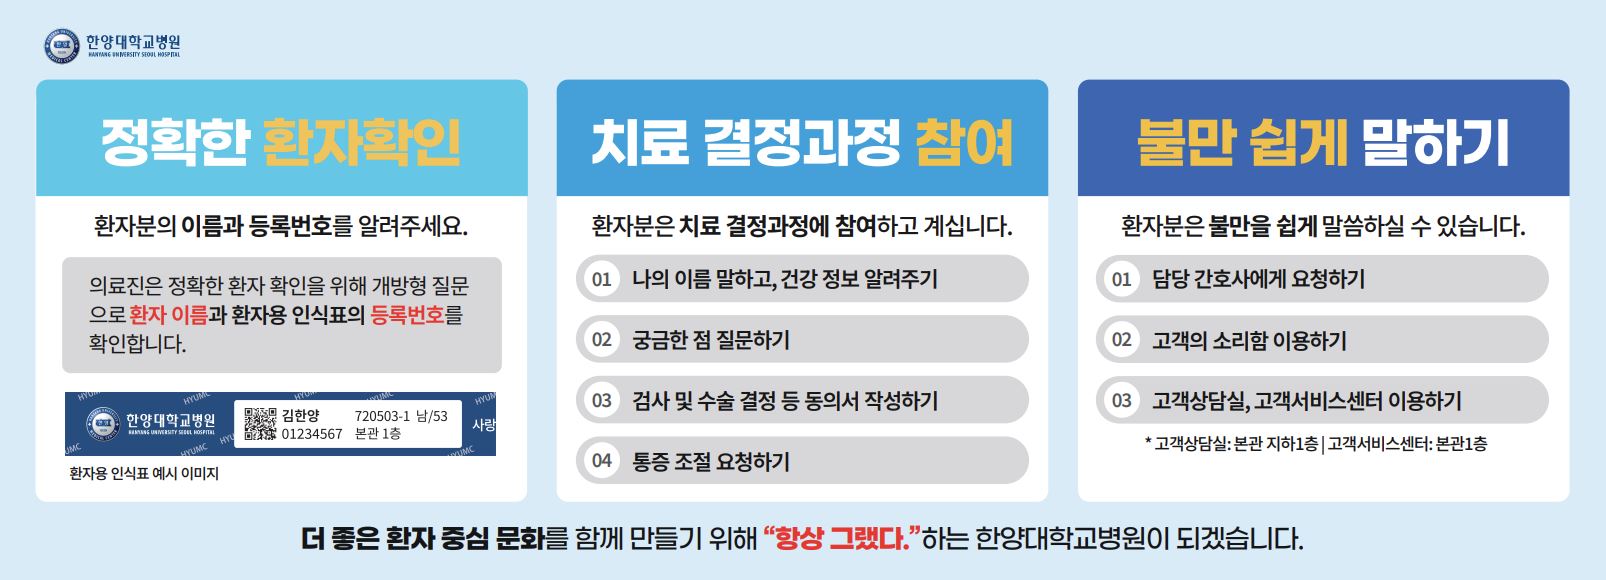 한양대학교병원
HANYANG UNIVERSITY SEOUL HOSPITAL
정확한 환자확인
환자분의 이름과 등록번호를 알려주세요.
의료진은 정확한 환자 확인을 위해 개방형 질문
으로 환자 이름과 환자용 인식표의 등록번호를
확인합니다.
HYUMC HYUMC HYUMC HYUMC
한양대학교병원
HANYANG UNIVERSITY SEOUL HOSPITAL
김한양 720503-1 남/53
01234567 본관 1층
사랑
HYUMC HYUMC HYUMC
환자용 인식표 예시 이미지
치료 결정과정 참여
환자분은 치료 결정과정에 참여하고 계십니다.
01 나의 이름 말하고, 건강 정보 알려주기
02 궁금한 점 질문하기
03 검사 및 수술 결정 등 동의서 작성하기
04 통증 조절 요청하기
불만 쉽게 말하기
환자분은 불만을 쉽게 말씀하실 수 있습니다.
01 담당 간호사에게 요청하기
02 고객의 소리함 이용하기
03 고객상담실, 고객서비스센터 이용하기
* 고객상담실: 본관 지하1층 | 고객서비스센터: 본관1층
더 좋은 환자 중심 문화를 함께 만들기 위해 “항상 그랬다.”하는 한양대학교병원이 되겠습니다.